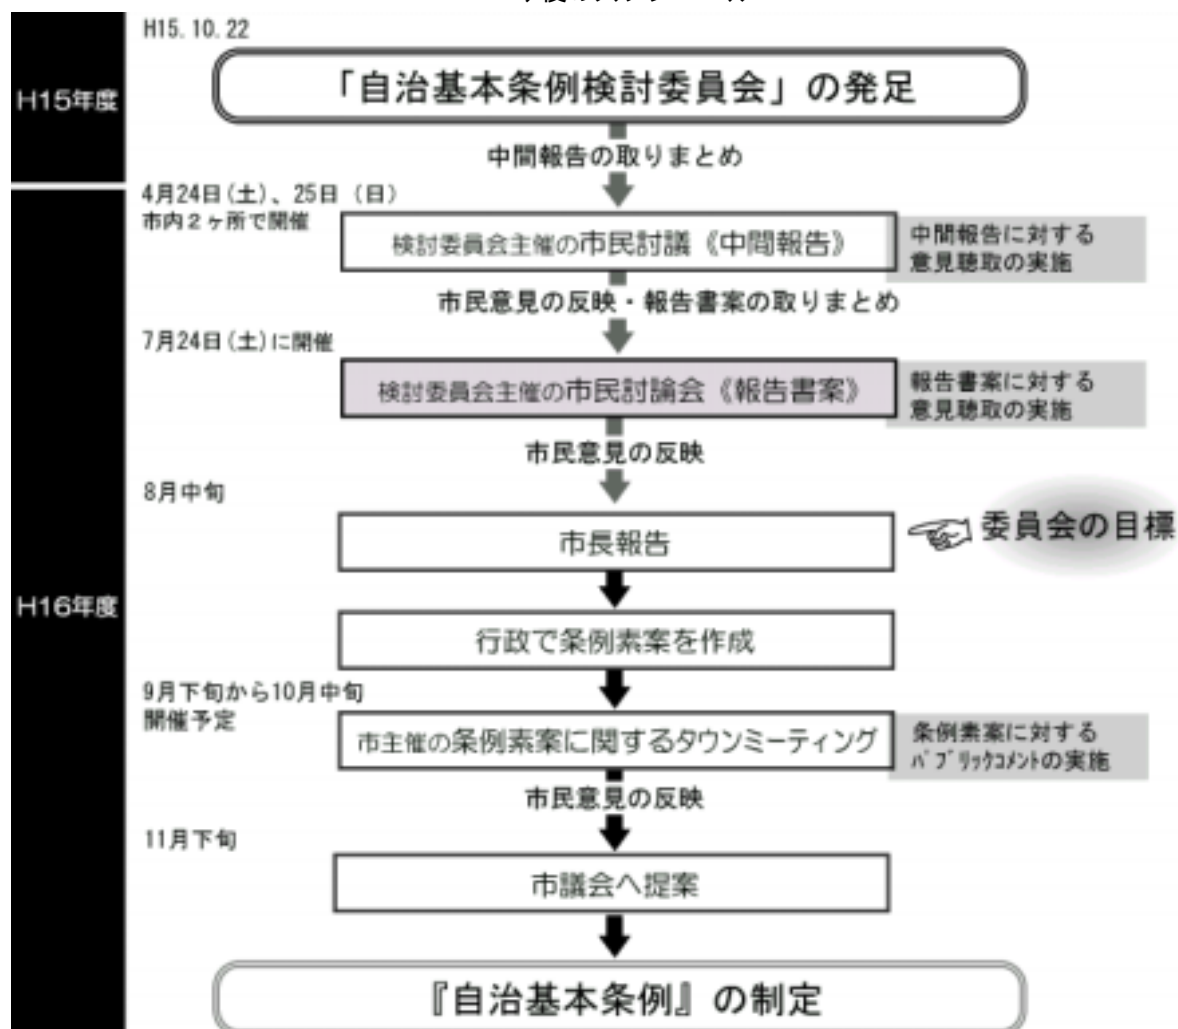 H15年度
H15.10.22
「自治基本条例検討委員会」の発足
中間報告の取りまとめ
H16年度
4月24日(土)、25日(日)
市内2ヶ所で開催
検討委員会主催の市民討議《中間報告》
中間報告に対する
意見聴取の実施
市民意見の反映・報告書案の取りまとめ
7月24日(土)に開催
検討委員会主催の市民討論会《報告書案》
報告書案に対する
意見聴取の実施
市民意見の反映
8月中旬
市長報告
委員会の目標
行政で条例素案を作成
9月下旬から10月中旬
開催予定
市主催の条例素案に関するタウンミーティング
条例素案に対する
パブリックコメントの実施
市民意見の反映
11月下旬
市議会へ提案
『自治基本条例』の制定